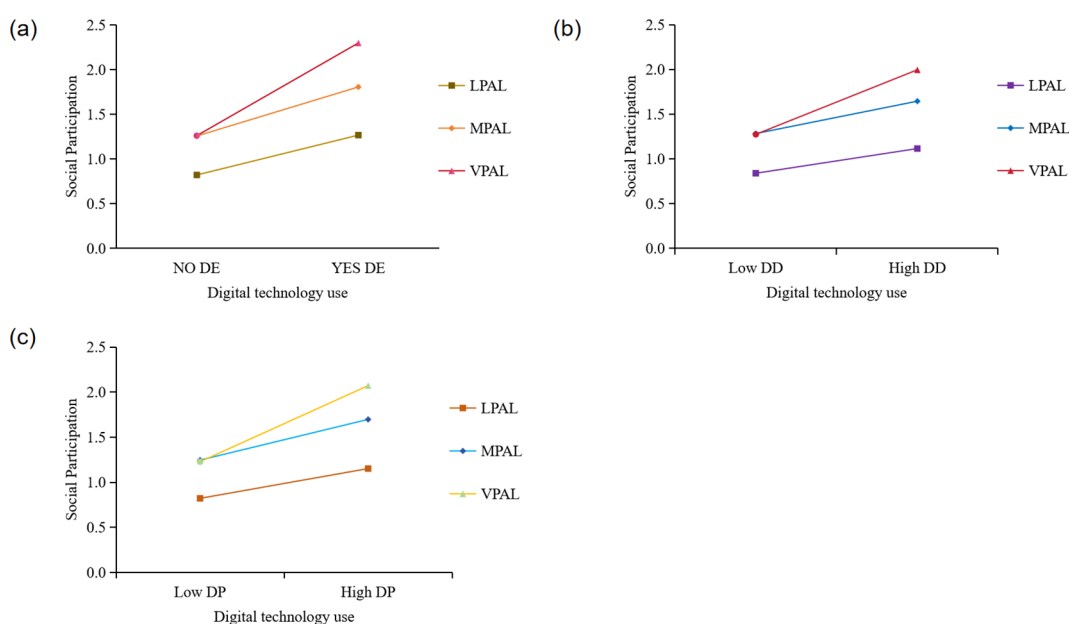 (a)
2.5
2.0
1.5
1.0
0.5
0.0
Social Participation
NO DE
YES DE
Digital technology use
LPAL
MPAL
VPAL
(b)
2.5
2.0
1.5
1.0
0.5
0.0
Social Participation
Low DD
High DD
Digital technology use
LPAL
MPAL
VPAL
(c)
2.5
2.0
1.5
1.0
0.5
0.0
Social Participation
Low DP
High DP
Digital technology use
LPAL
MPAL
VPAL